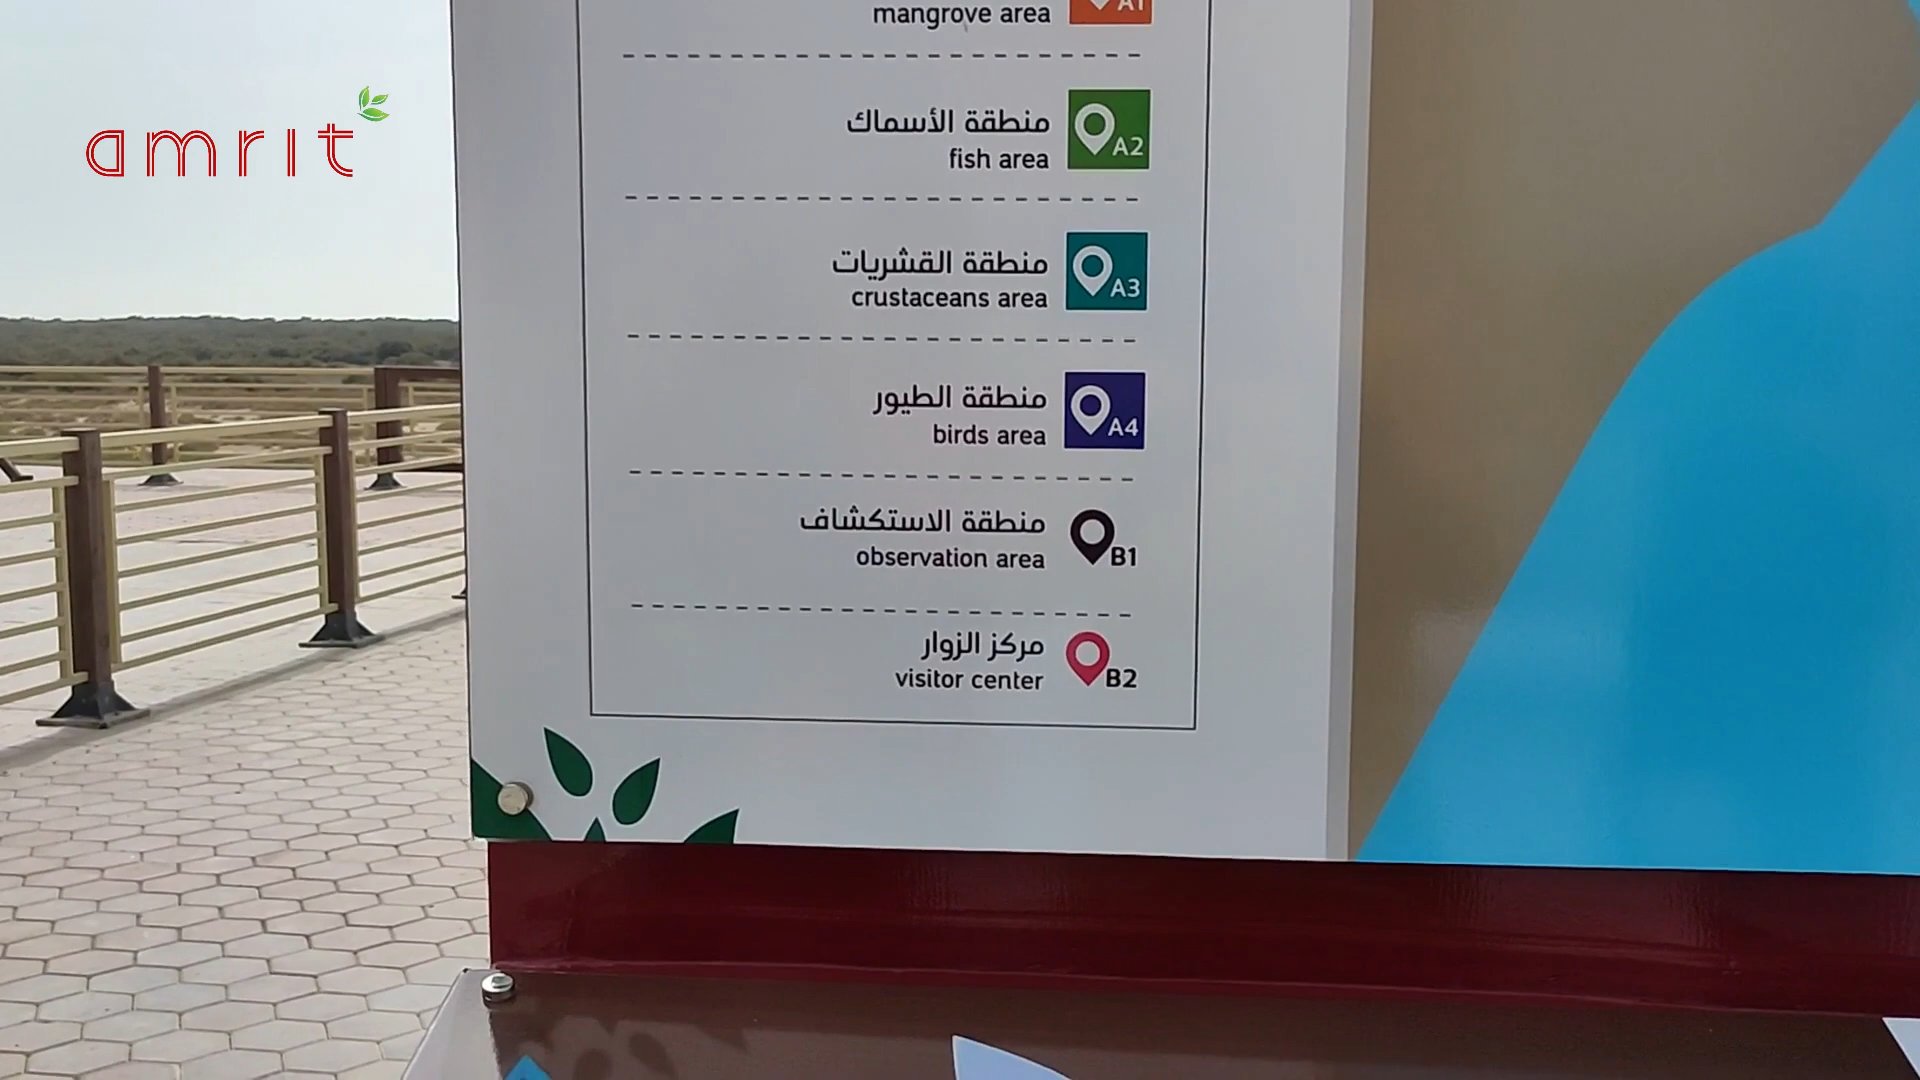 amrit
mangrove area
A1
منطقة الأسماك
fish area
A2
منطقة القشريات
crustaceans area
A3
منطقة الطيور
birds area
A4
منطقة الاستكشاف
observation area
B1
مركز الزوار
visitor center
B2